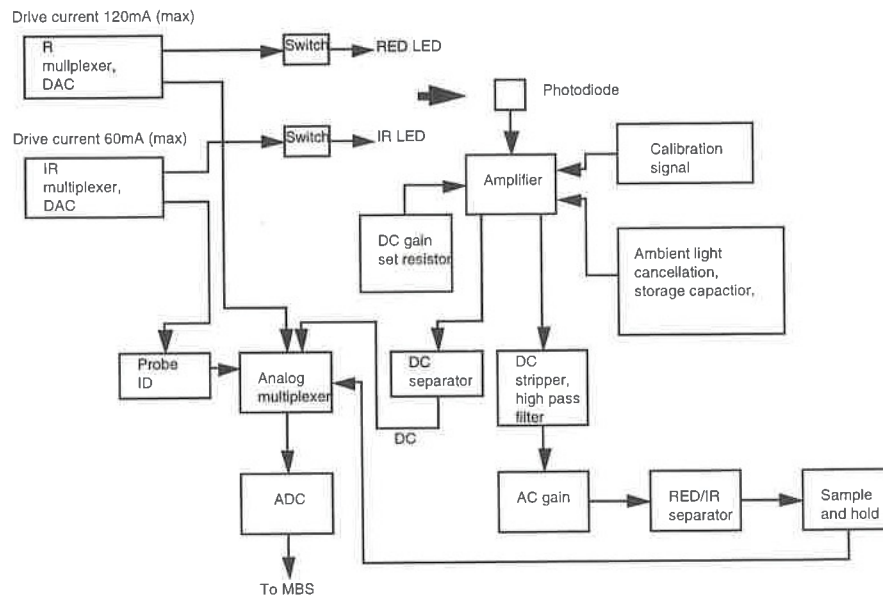 Drive current 120mA (max)
R
mullplexer,
DAC
Switch
RED LED
Drive current 60mA (max)
IR
multiplexer,
DAC
Switch
IR LED
Photodiode
Amplifier
Calibration
signal
DC gain
set resistor
Ambient light
cancellation,
storage capactior,
Probe
ID
Analog
multiplexer
DC
separator
DC
DC
stripper,
high pass
filter
ADC
AC gain
RED/IR
separator
Sample
and hold
To MBS